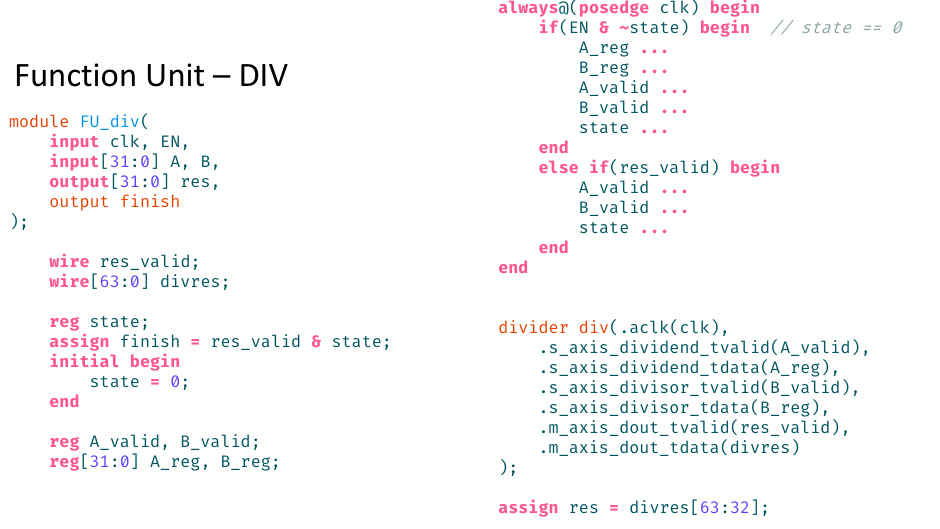 Function Unit – DIV
module FU_div(
    input clk, EN,
    input[31:0] A, B,
    output[31:0] res,
    output finish
);
    wire res_valid;
    wire[63:0] divres;
    reg state;
    assign finish = res_valid & state;
    initial begin
        state = 0;
    end
    reg A_valid, B_valid;
    reg[31:0] A_reg, B_reg;
always@(posedge clk) begin
    if(EN & ~state) begin  // state == 0
        A_reg ...
        B_reg ...
        A_valid ...
        B_valid ...
        state ...
    end
    else if(res_valid) begin
        A_valid ...
        B_valid ...
        state ...
    end
end
divider div(.aclk(clk),
    .s_axis_dividend_tvalid(A_valid),
    .s_axis_dividend_tdata(A_reg),
    .s_axis_divisor_tvalid(B_valid),
    .s_axis_divisor_tdata(B_reg),
    .m_axis_dout_tvalid(res_valid),
    .m_axis_dout_tdata(divres)
);
assign res = divres[63:32];